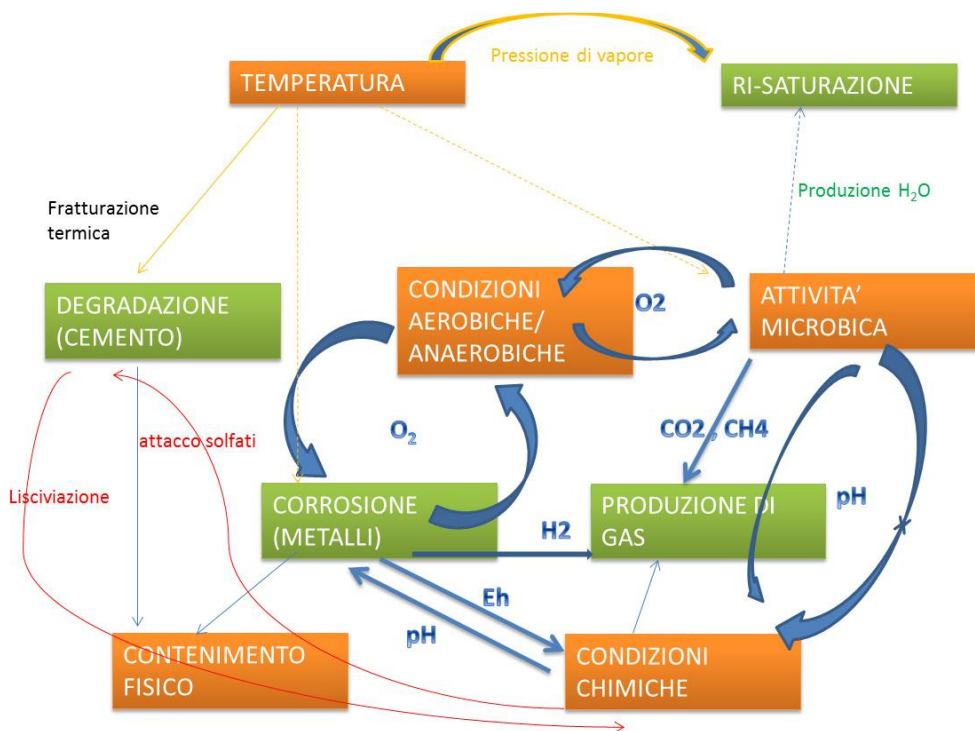 Pressione di vapore
TEMPERATURA
RI-SATURAZIONE
Produzione H₂O
Fratturazione
termica
DEGRADAZIONE
(CEMENTO)
CONDIZIONI
AEROBICHE/
ANAEROBICHE
O2
ATTIVITA’
MICROBICA
attacco solfati
O₂
CO2 , CH4
Lisciviazione
CORROSIONE
(METALLI)
H2
PRODUZIONE DI
GAS
pH
Eh
pH
CONTENIMENTO
FISICO
CONDIZIONI
CHIMICHE